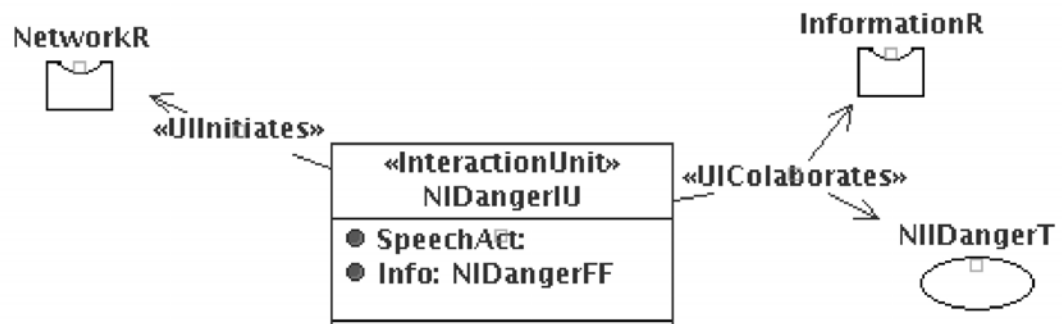 NetworkR
InformationR
«UIInitiates»
«InteractionUnit»
NIDangerIU
«UIColaborates»
SpeechAct:
Info: NIDangerFF
NIIDangerT